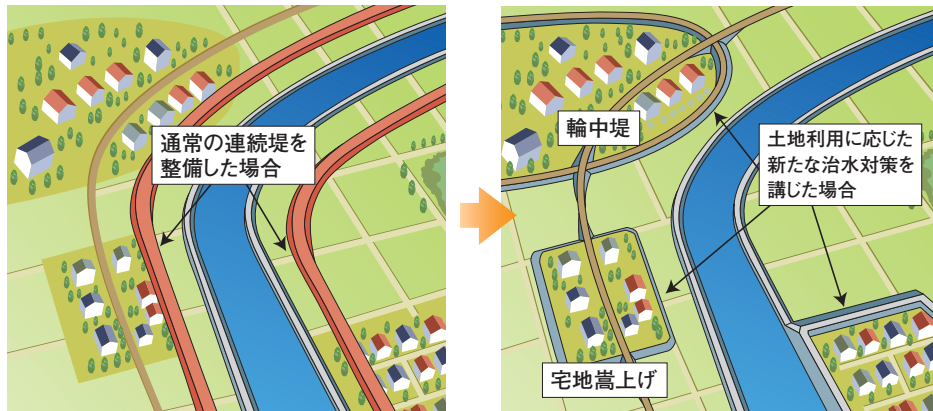 通常の連続堤を
整備した場合
輪中堤
土地利用に応じた
新たな治水対策を
講じた場合
宅地嵩上げ